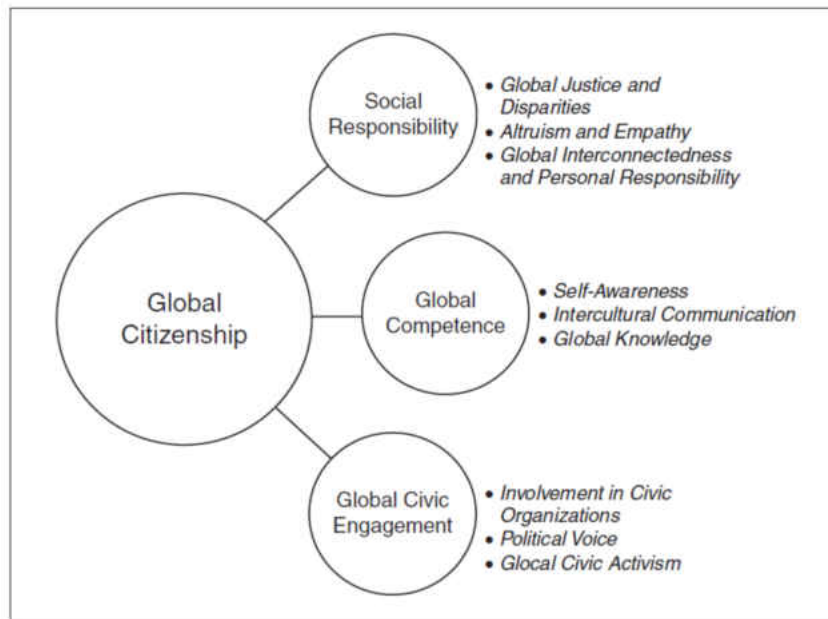 Social
Responsibility
• Global Justice and
Disparities
• Altruism and Empathy
• Global Interconnectedness
and Personal Responsibility
Global
Citizenship
Global
Competence
• Self-Awareness
• Intercultural Communication
• Global Knowledge
Global Civic
Engagement
• Involvement in Civic
Organizations
• Political Voice
• Glocal Civic Activism